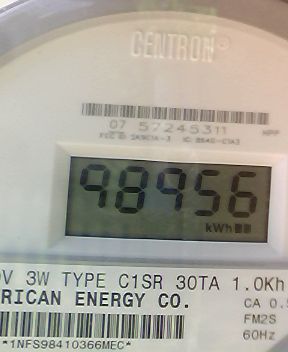 CENTRON®
07 57245311
98956
kWh
V 3W TYPE C1SR 30TA 1.0Kh
RICAN ENERGY CO.
CA 0.5
FM2S
60Hz
*1NFS98410366MEC*